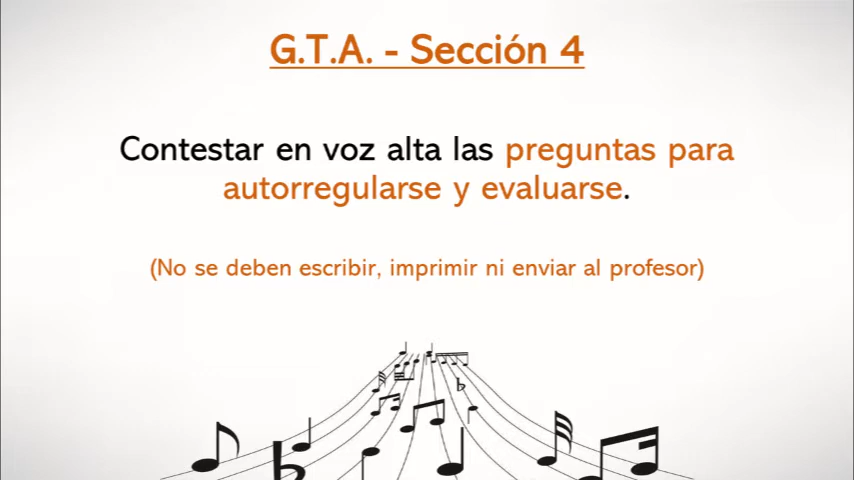 G.T.A. - Sección 4
Contestar en voz alta las preguntas para
autorregularse y evaluarse.
(No se deben escribir, imprimir ni enviar al profesor)